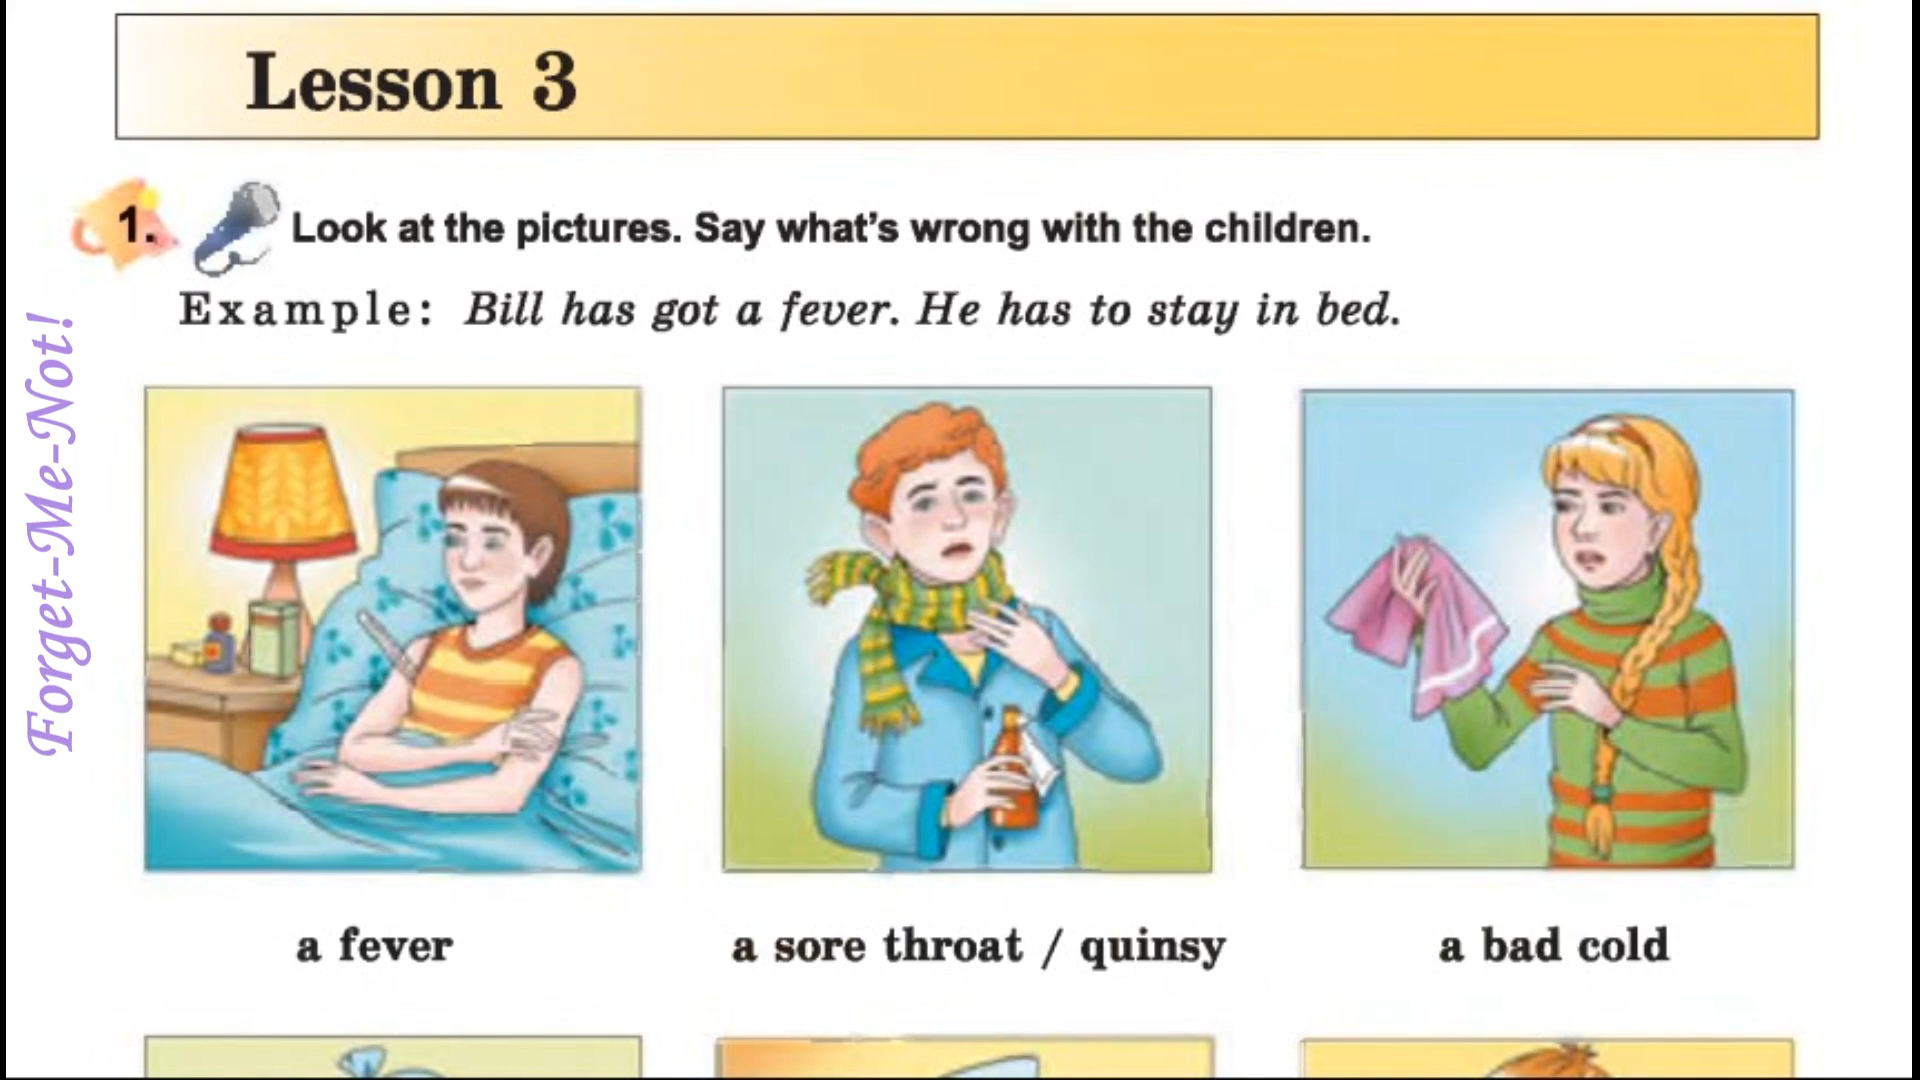 Lesson 3
1. Look at the pictures. Say what's wrong with the children.
Example: Bill has got a fever. He has to stay in bed.
Forget-Me-Not!
a fever
a sore throat / quinsy
a bad cold